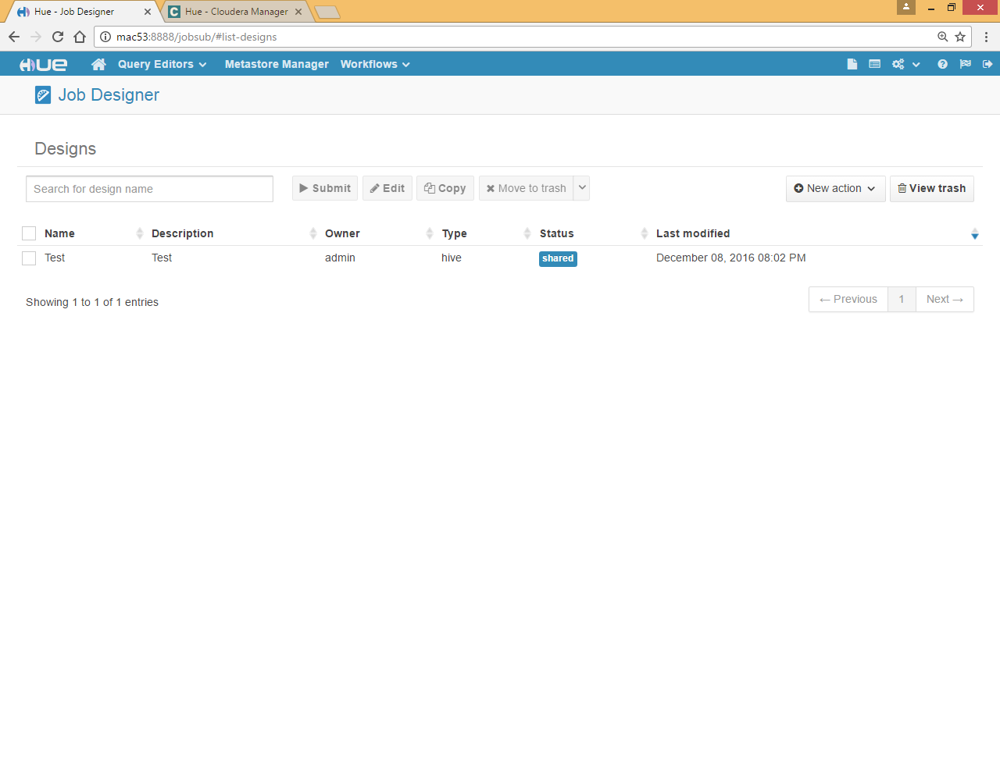 Hue - Job Designer
Hue - Cloudera Manager
mac53:8888/jobsub/#list-designs
HUE Query Editors Metastore Manager Workflows
Job Designer
Designs
Search for design name Submit Edit Copy Move to trash New action View trash
Name Description Owner Type Status Last modified
Test Test admin hive shared December 08, 2016 08:02 PM
Showing 1 to 1 of 1 entries ← Previous 1 Next →